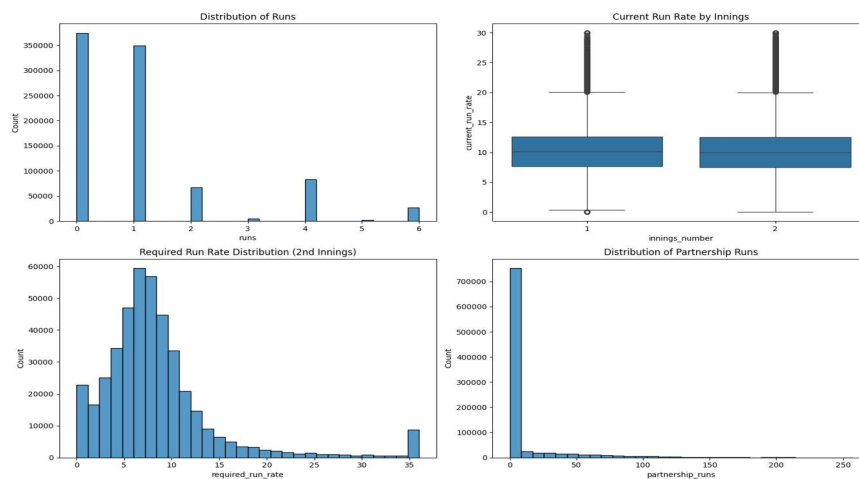 Distribution of Runs
Count
350000
300000
250000
200000
150000
100000
50000
0
0 1 2 3 4 5 6
runs
Current Run Rate by Innings
current_run_rate
30
25
20
15
10
5
0
1 2
innings_number
Required Run Rate Distribution (2nd Innings)
Count
60000
50000
40000
30000
20000
10000
0
0 5 10 15 20 25 30 35
required_run_rate
Distribution of Partnership Runs
Count
700000
600000
500000
400000
300000
200000
100000
0
0 50 100 150 200 250
partnership_runs